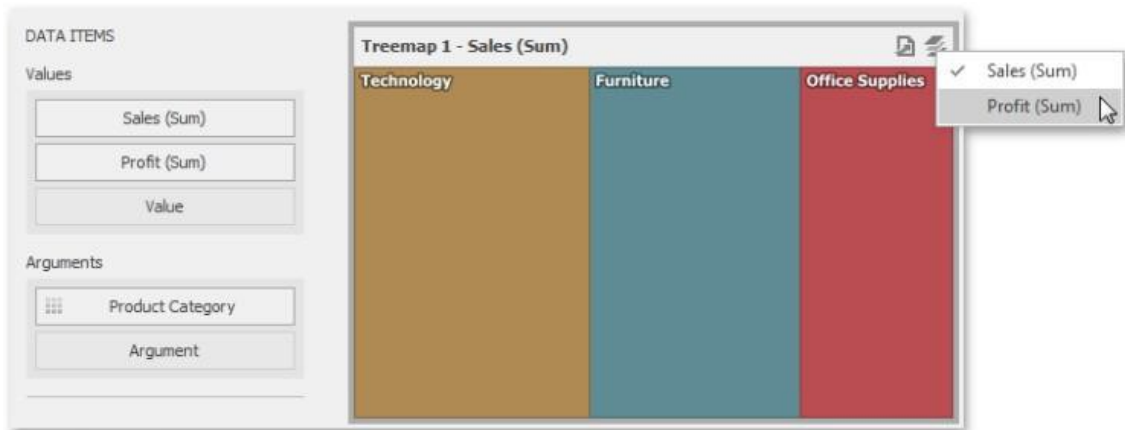 DATA ITEMS
Values
Sales (Sum)
Profit (Sum)
Value
Arguments
Product Category
Argument
Treemap 1 - Sales (Sum)
Technology
Furniture
Office Supplies
Sales (Sum)
Profit (Sum)